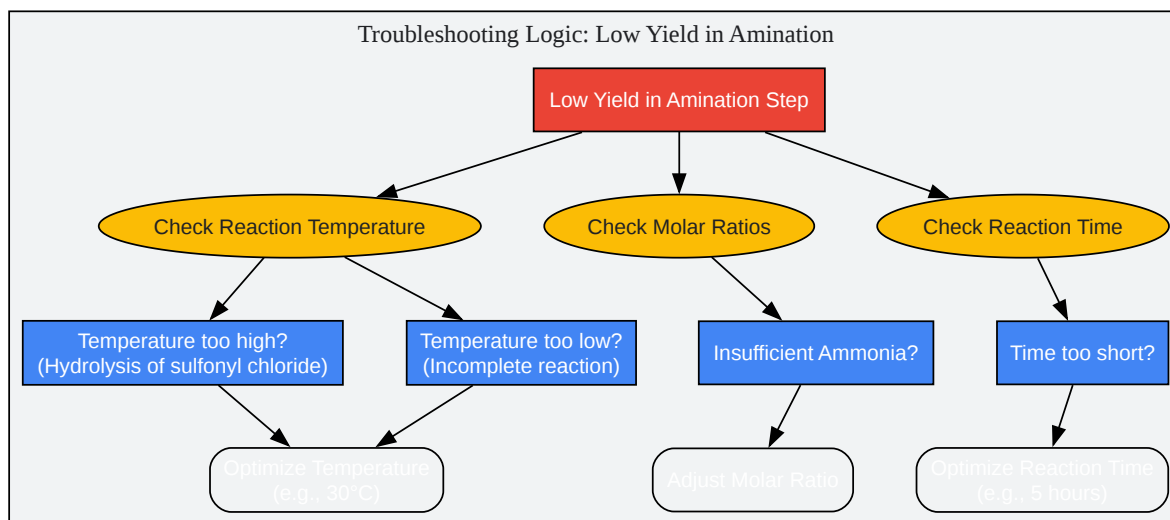 Troubleshooting Logic: Low Yield in Amination
Low Yield in Amination Step
Check Reaction Temperature
Check Molar Ratios
Check Reaction Time
Temperature too high?
(Hydrolysis of sulfonyl chloride)
Temperature too low?
(Incomplete reaction)
Insufficient Ammonia?
Time too short?
Optimize Temperature
(e.g., 30°C)
Adjust Molar Ratio
Optimize Reaction Time
(e.g., 5 hours)